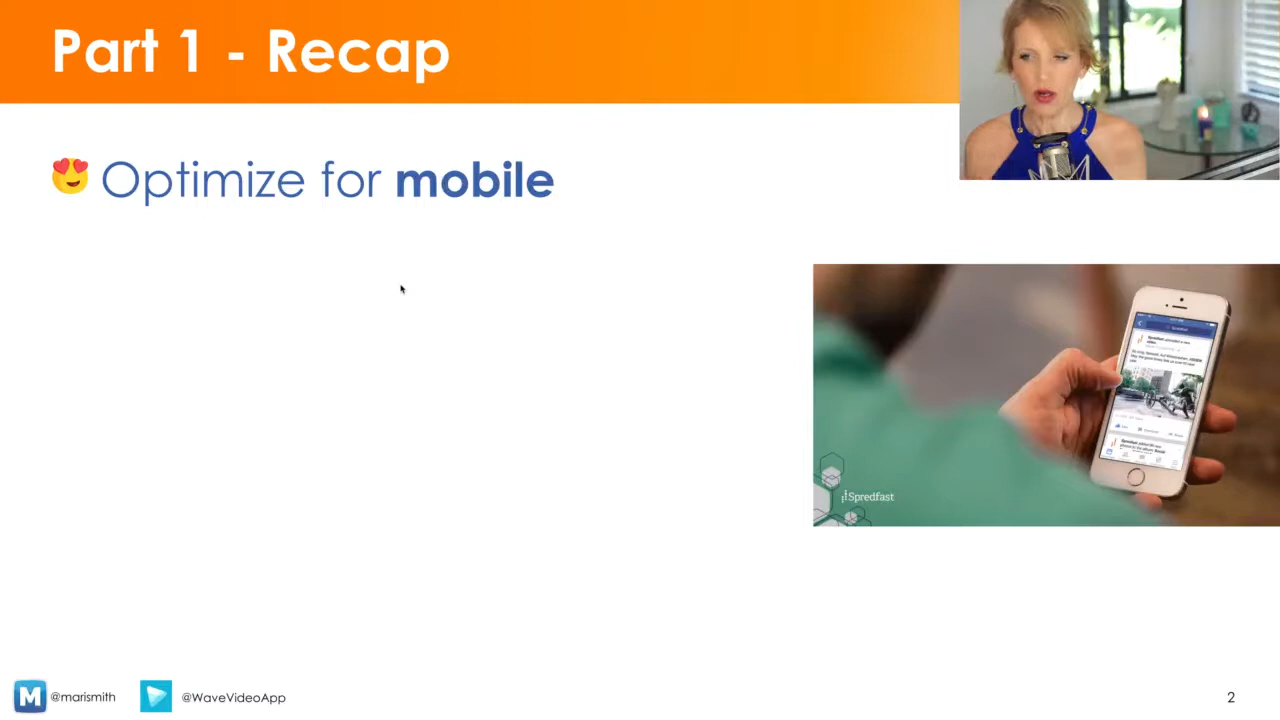 Part 1 - Recap
Optimize for mobile
Spredfast
M @marismith
@WaveVideoApp
2